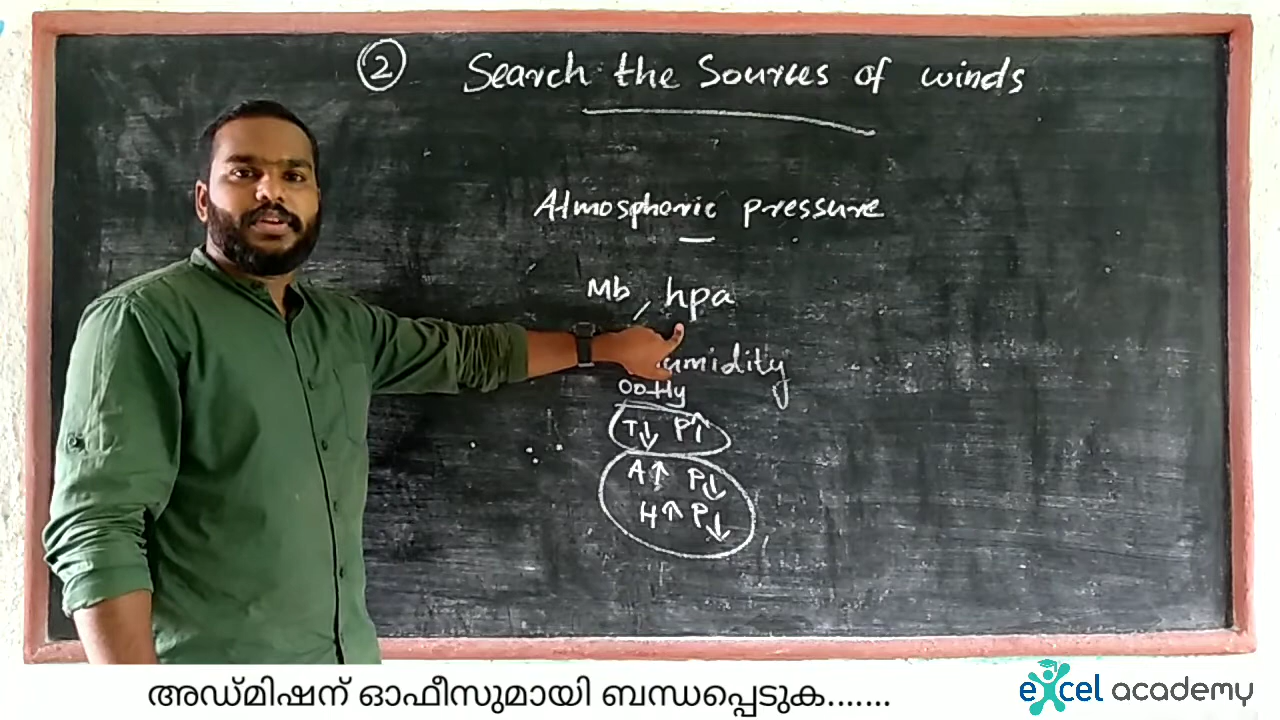 2 Search the Sources of winds
Atmospheric pressure
Mb, hpa
umidity
T↓ P↑
A↑ P↓
H↑ P↓
അഡ്മിഷന് ഓഫീസുമായി ബന്ധപ്പെടുക.......
excel academy